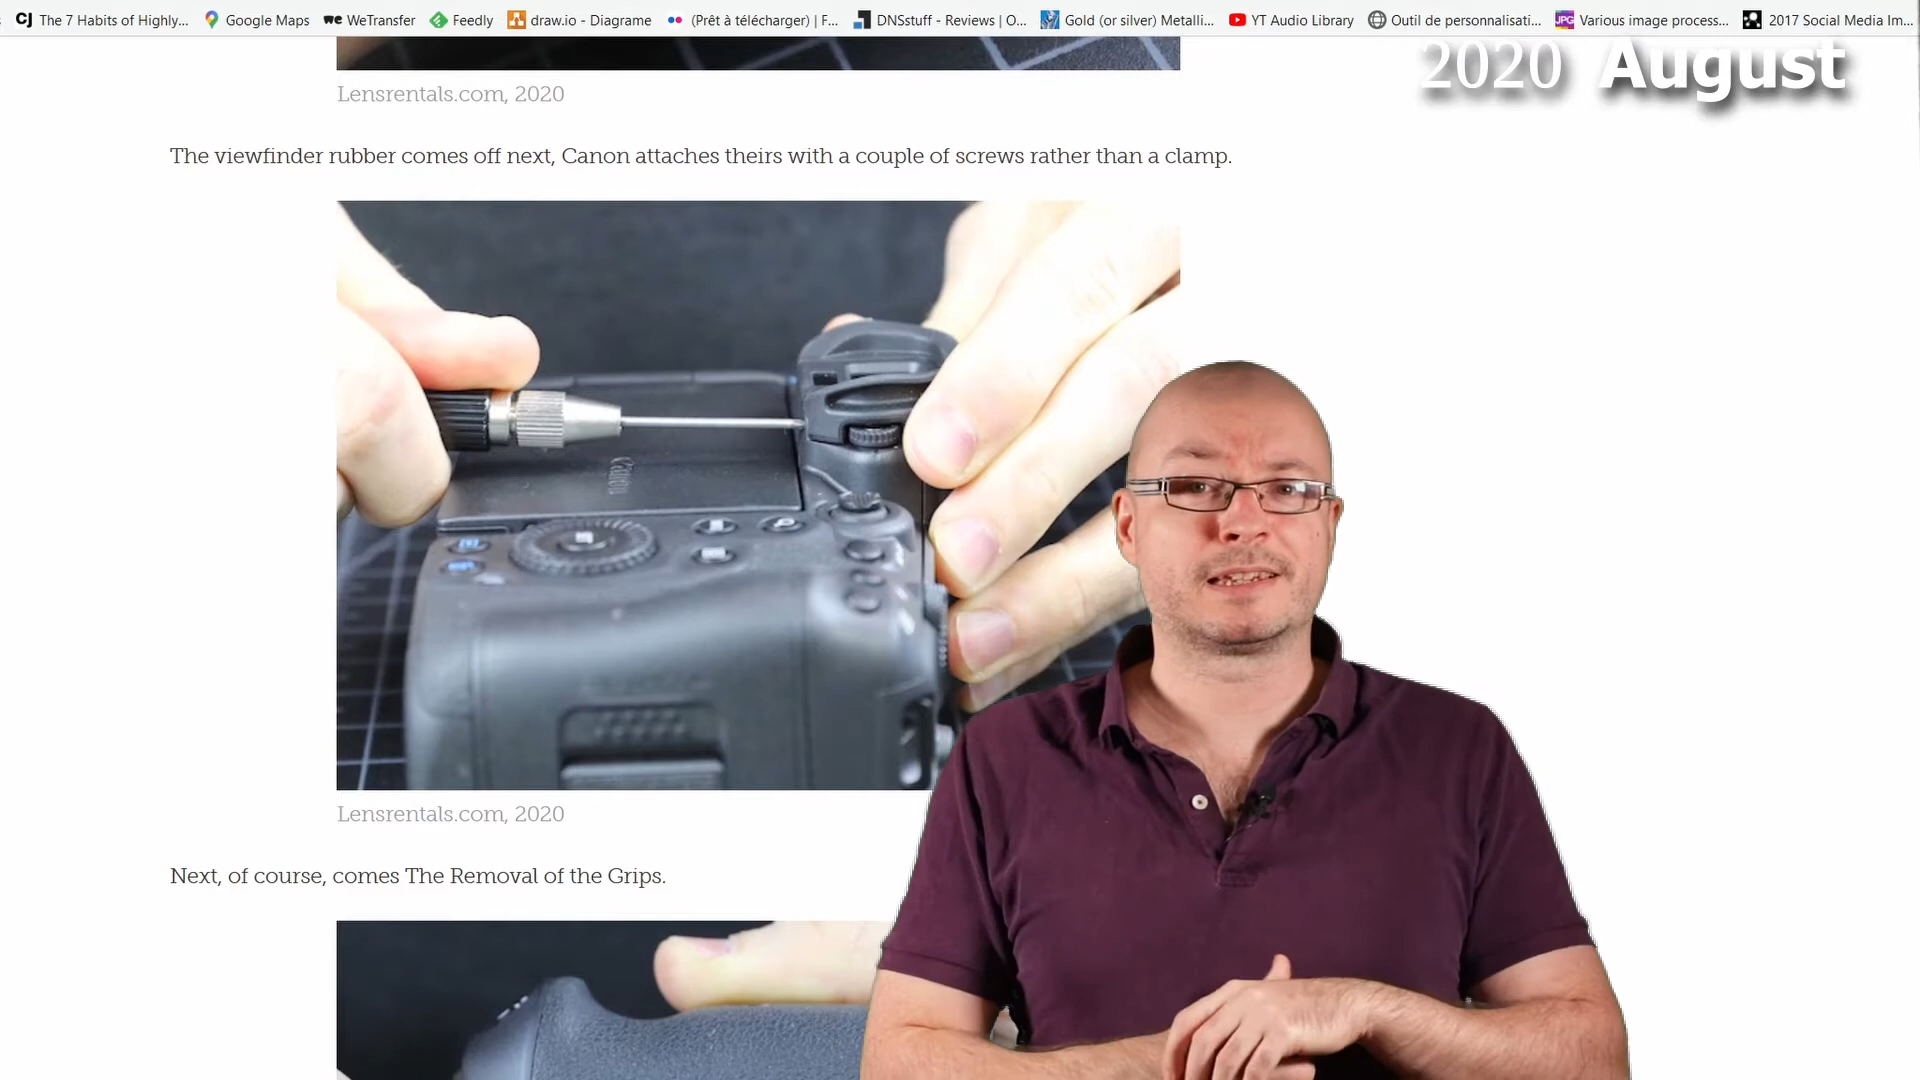 The 7 Habits of Highly... Google Maps WeTransfer Feedly draw.io - Diagrame (Prêt à télécharger) | F... DNSstuff - Reviews | O... Gold (or silver) Metalli... YT Audio Library Outil de personnalisati... JPG Various image process... 2017 Social Media Im...
2020 August
Lensrentals.com, 2020
The viewfinder rubber comes off next, Canon attaches theirs with a couple of screws rather than a clamp.
Canon
Lensrentals.com, 2020
Next, of course, comes The Removal of the Grips.